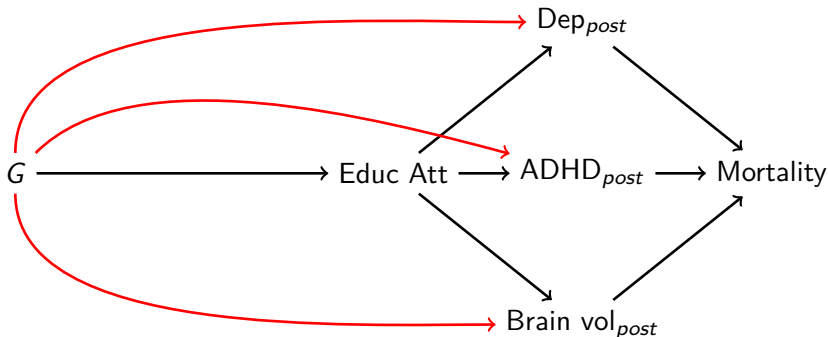 Dep_post
G
Educ Att
ADHD_post
Mortality
Brain vol_post